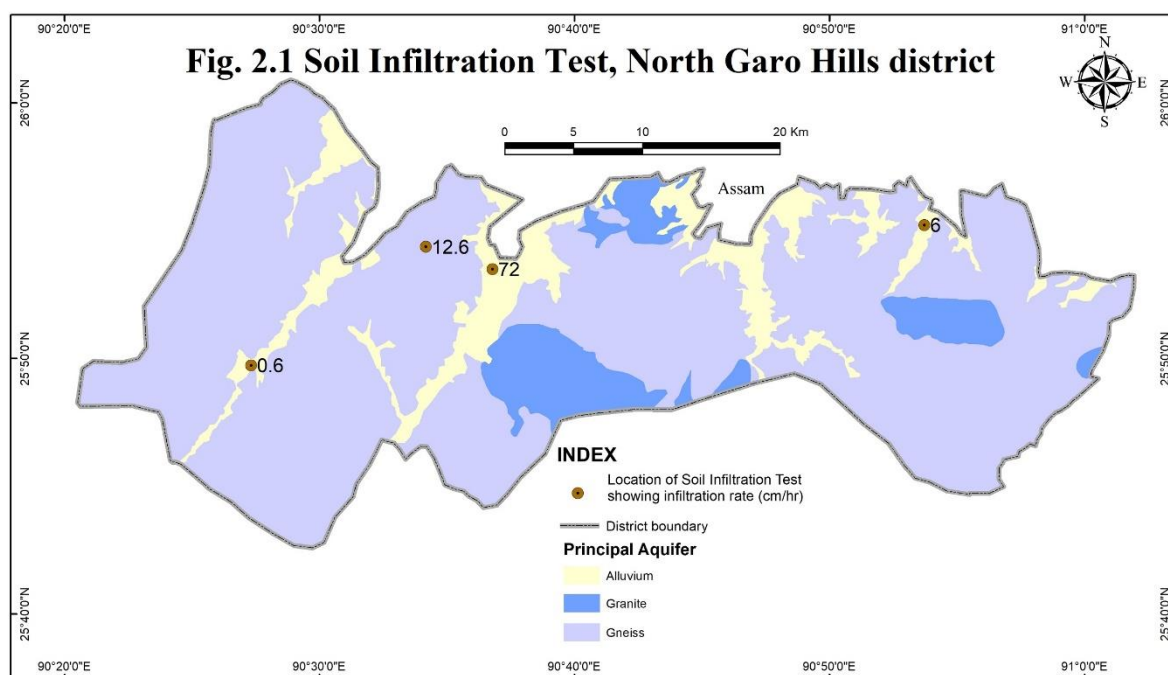 90°20'0"E 90°30'0"E 90°40'0"E 90°50'0"E 91°0'0"E
Fig. 2.1 Soil Infiltration Test, North Garo Hills district
N
W E
S
26°0'0"N 26°0'0"N
0 5 10 20 Km
Assam
6
12.6
72
0.6
25°50'0"N 25°50'0"N
INDEX
Location of Soil Infiltration Test
showing infiltration rate (cm/hr)
District boundary
Principal Aquifer
Alluvium
Granite
Gneiss
25°40'0"N 25°40'0"N
90°20'0"E 90°30'0"E 90°40'0"E 90°50'0"E 91°0'0"E